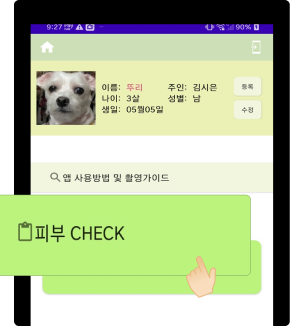 9:27 90%
이름: 뚜리 주인: 김시은 등록
나이: 3살 성별: 남
생일: 05월05일 수정
앱 사용방법 및 촬영가이드
피부 CHECK